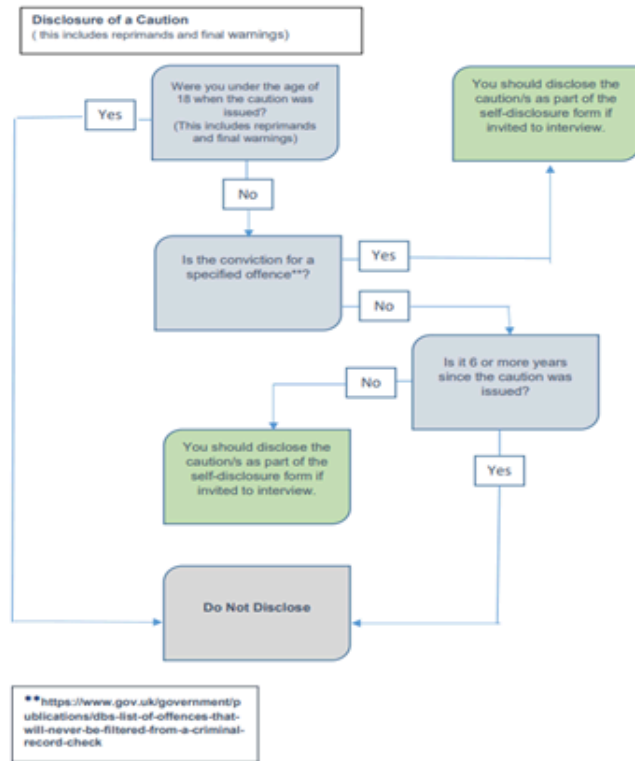 Disclosure of a Caution
( this includes reprimands and final warnings)
Were you under the age of
18 when the caution was
issued?
(This includes reprimands
and final warnings)
Yes
You should disclose the
caution/s as part of the
self-disclosure form if
invited to interview.
No
Is the conviction for a
specified offence**?
Yes
No
Is it 6 or more years
since the caution was
issued?
No
You should disclose the
caution/s as part of the
self-disclosure form if
invited to interview.
Yes
Do Not Disclose
**https://www.gov.uk/government/p
ublications/dbs-list-of-offences-that-
will-never-be-filtered-from-a-criminal-
record-check